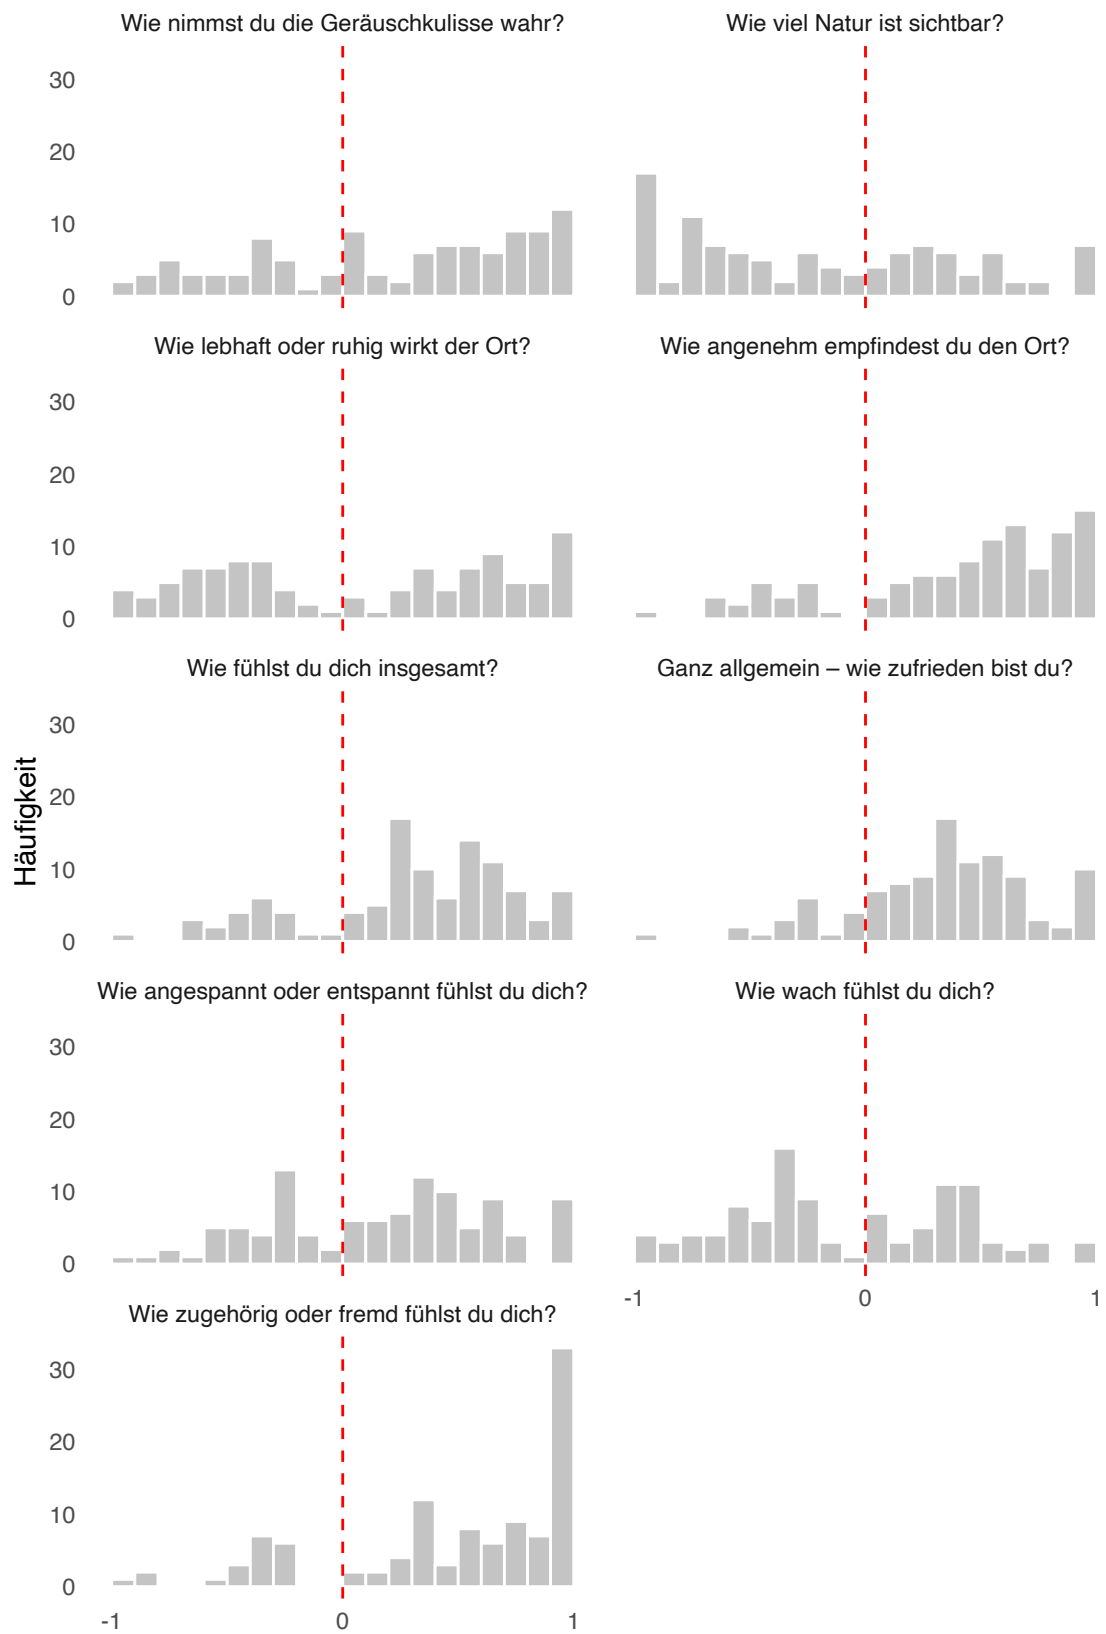 Wie nimmst du die Geräuschkulisse wahr?
Wie viel Natur ist sichtbar?
30
20
10
0
Wie lebhaft oder ruhig wirkt der Ort?
Wie angenehm empfindest du den Ort?
30
20
10
0
Wie fühlst du dich insgesamt?
Ganz allgemein – wie zufrieden bist du?
30
20
10
0
Häufigkeit
Wie angespannt oder entspannt fühlst du dich?
Wie wach fühlst du dich?
30
20
10
0
-1 0 1
Wie zugehörig oder fremd fühlst du dich?
30
20
10
0
-1 0 1